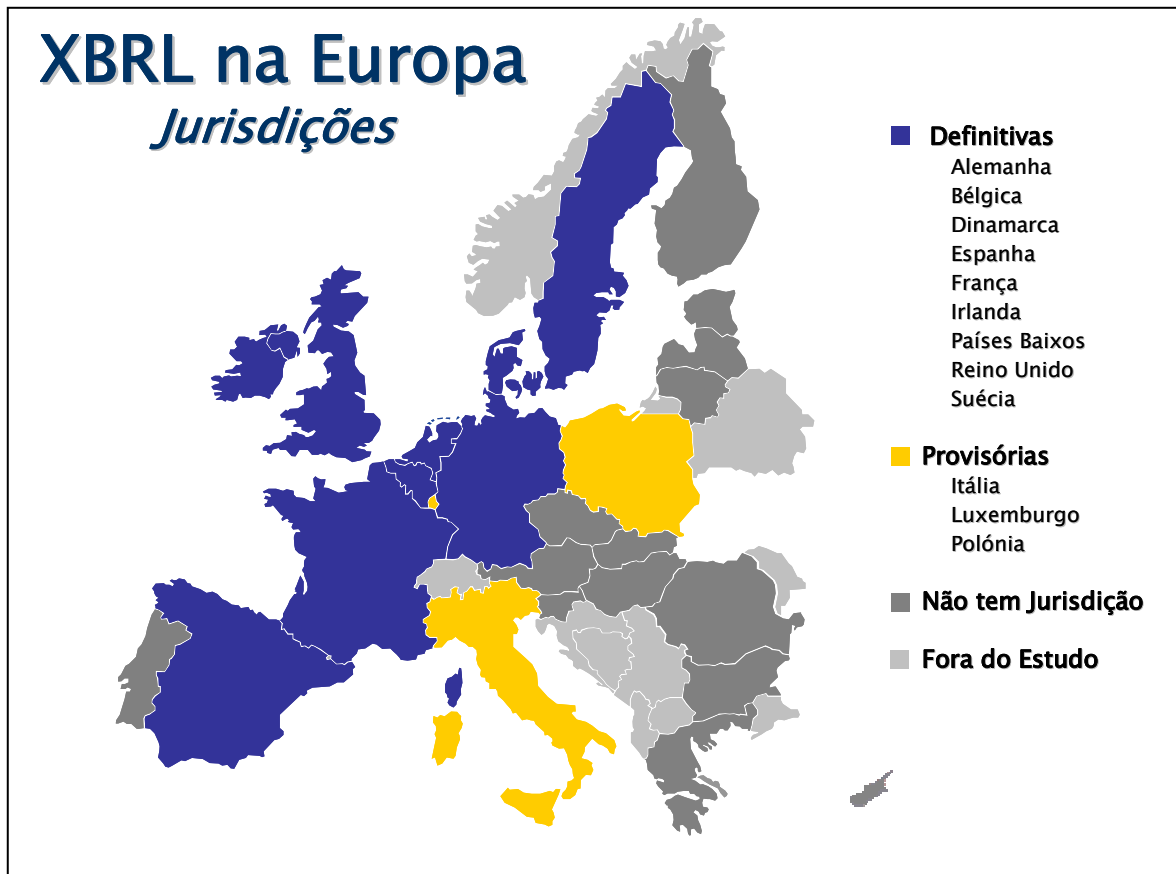 XBRL na Europa
Jurisdições
Definitivas
Alemanha
Bélgica
Dinamarca
Espanha
França
Irlanda
Países Baixos
Reino Unido
Suécia
Provisórias
Itália
Luxemburgo
Polónia
Não tem Jurisdição
Fora do Estudo